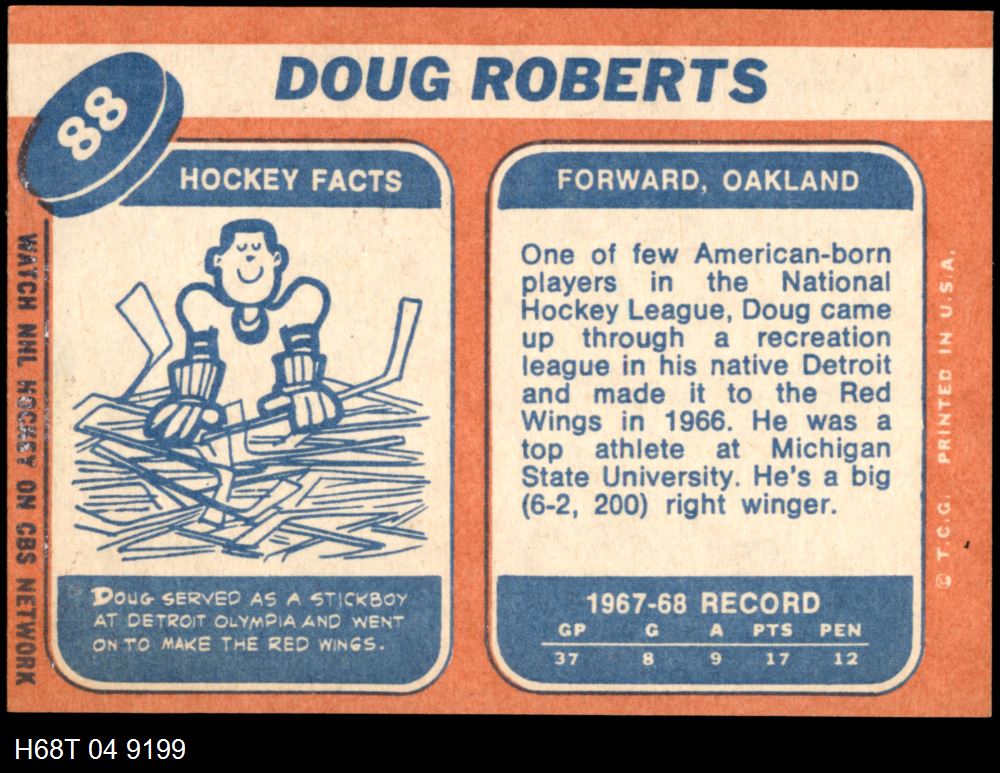 DOUG ROBERTS
88
HOCKEY FACTS
DOUG SERVED AS A STICKBOY
AT DETROIT OLYMPIA AND WENT
ON TO MAKE THE RED WINGS.
FORWARD, OAKLAND
One of few American-born
players in the National
Hockey League, Doug came
up through a recreation
league in his native Detroit
and made it to the Red
Wings in 1966. He was a
top athlete at Michigan
State University. He's a big
(6-2, 200) right winger.
1967-68 RECORD
GP G A PTS PEN
37 8 9 17 12
WATCH NHL HOCKEY ON CBS NETWORK
© T.C.G. PRINTED IN U.S.A.
H68T 04 9199